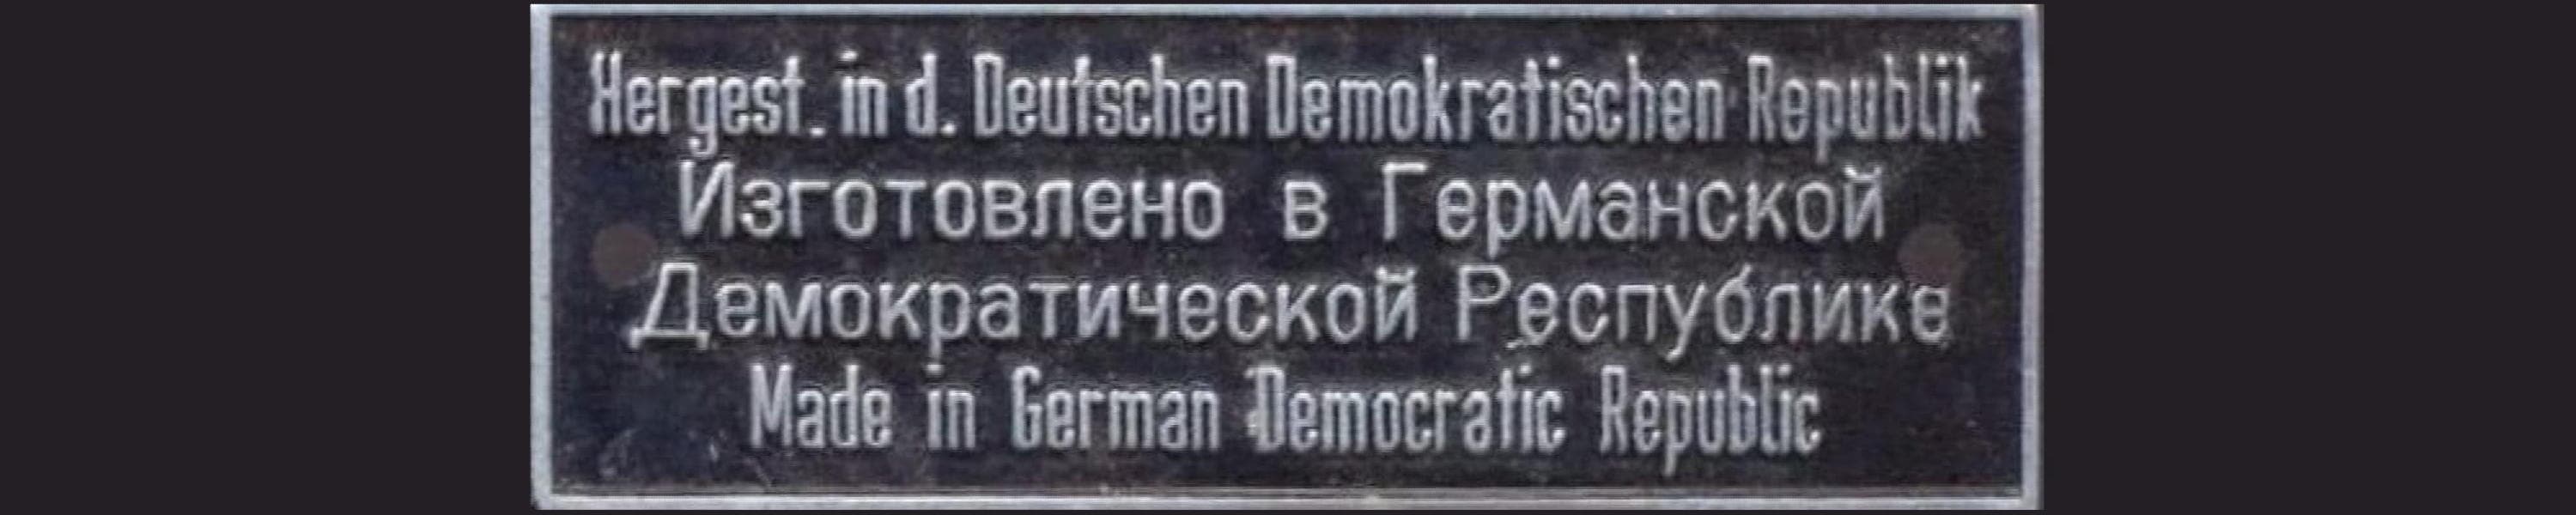 Hergest. in d. Deutschen Demokratischen Republik
Изготовлено в Германской
Демократической Республике
Made in German Democratic Republic